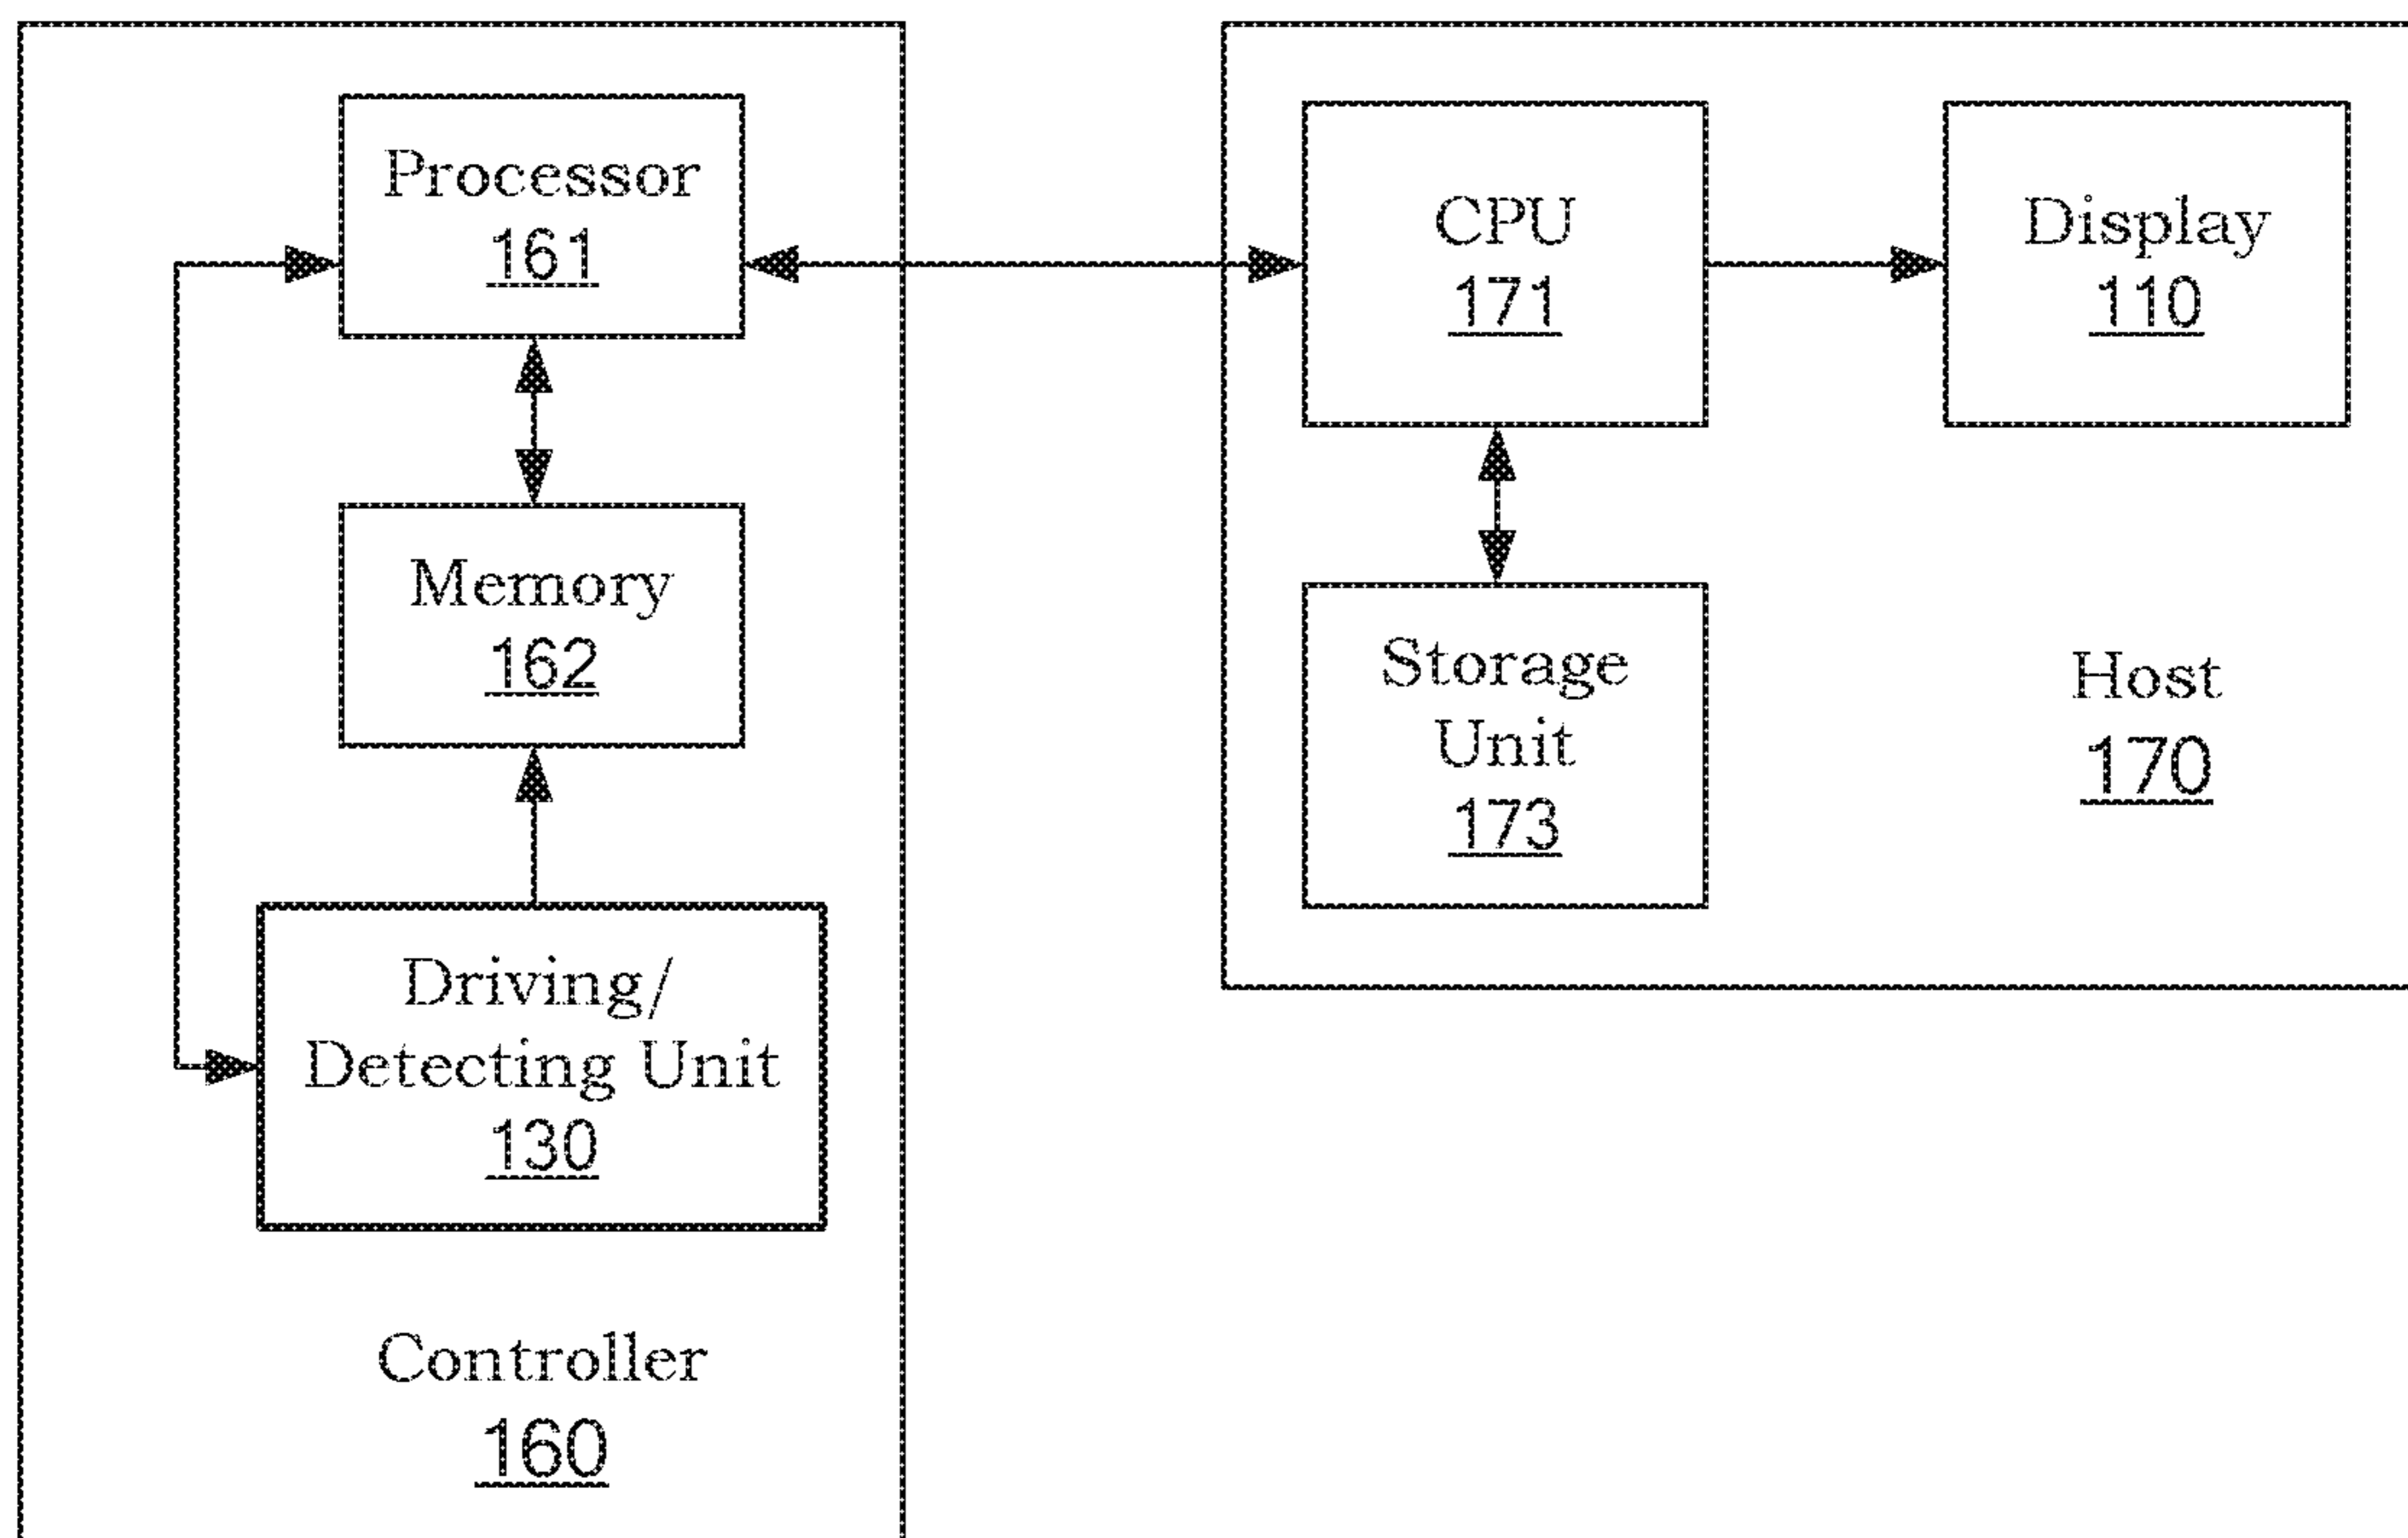 Processor
161
Memory
162
Driving/
Detecting Unit
130
Controller
160
CPU
171
Display
110
Storage
Unit
173
Host
170